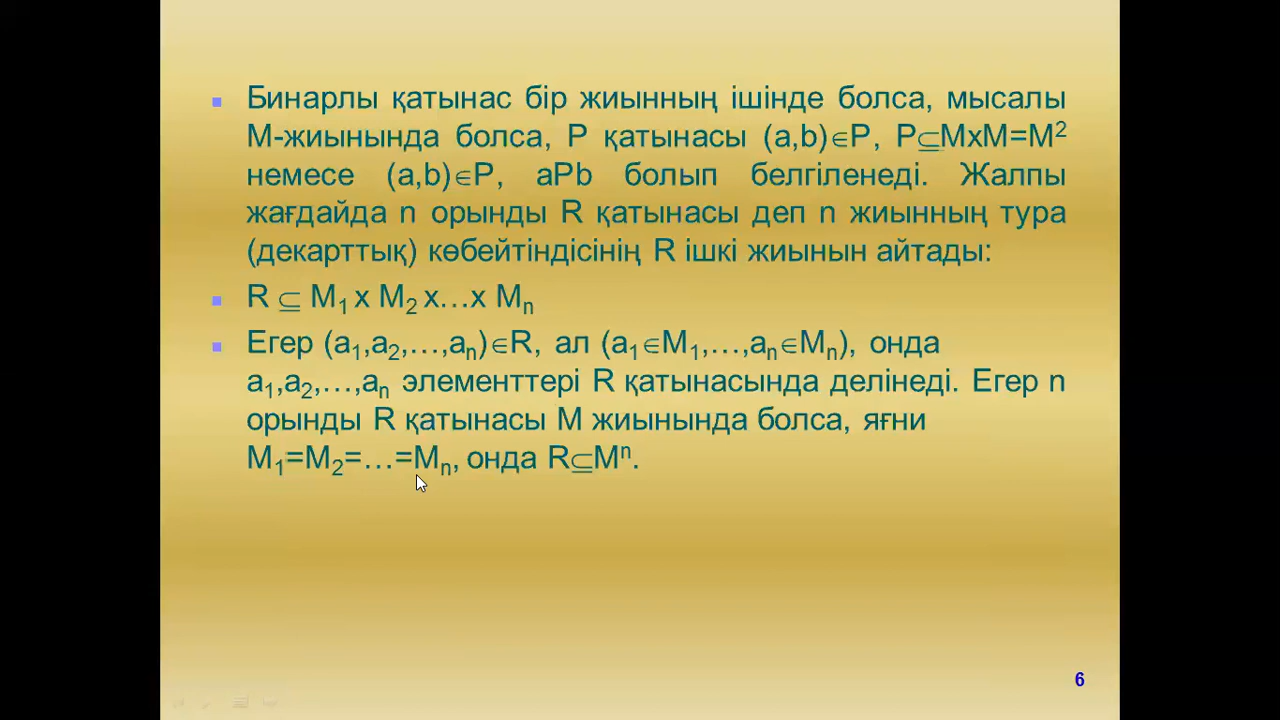 Бинарлы қатынас бір жиынның ішінде болса, мысалы
М-жиынында болса, Р қатынасы (a,b)∈P, P⊆MxM=M²
немесе (a,b)∈P, aPb болып белгіленеді. Жалпы
жағдайда n орынды R қатынасы деп n жиынның тура
(декарттық) көбейтіндісінің R ішкі жиынын айтады:
R ⊆ M₁ x M₂ x…x Mₙ
Егер (a₁,a₂,…,aₙ)∈R, ал (a₁∈M₁,…,aₙ∈Mₙ), онда
a₁,a₂,…,aₙ элементтері R қатынасында делінеді. Егер n
орынды R қатынасы М жиынында болса, яғни
M₁=M₂=…=Mₙ, онда R⊆Mⁿ.
6